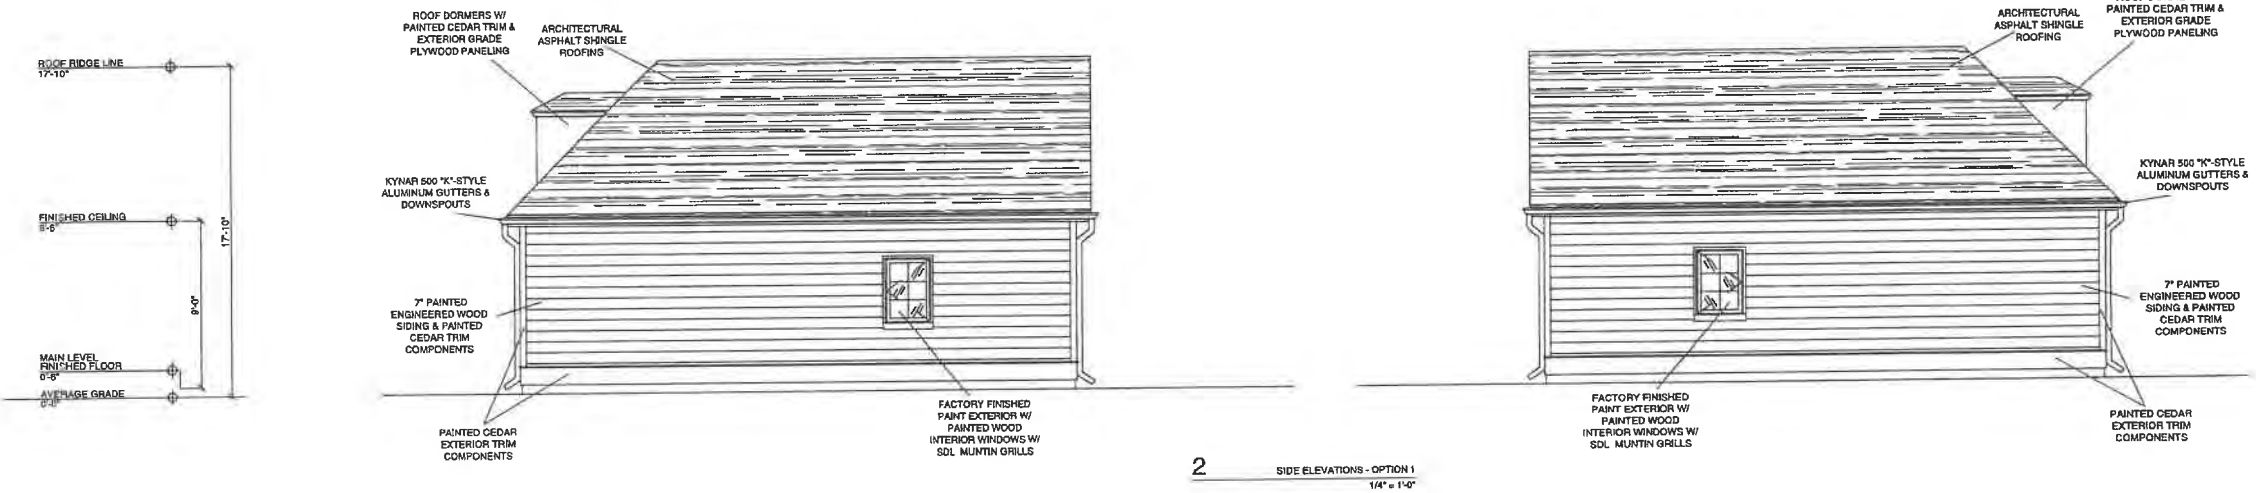 ROOF RIDGE LINE
17'-10"
FINISHED CEILING
MAIN LEVEL
FINISHED FLOOR
0'-6"
AVERAGE GRADE
0'-0"
9'-0"
17'-10"
ROOF DORMERS W/
PAINTED CEDAR TRIM &
EXTERIOR GRADE
PLYWOOD PANELING
ARCHITECTURAL
ASPHALT SHINGLE
ROOFING
KYNAR 500 "K"-STYLE
ALUMINUM GUTTERS &
DOWNSPOUTS
7" PAINTED
ENGINEERED WOOD
SIDING & PAINTED
CEDAR TRIM
COMPONENTS
PAINTED CEDAR
EXTERIOR TRIM
COMPONENTS
FACTORY FINISHED
PAINT EXTERIOR W/
PAINTED WOOD
INTERIOR WINDOWS W/
SDL MUNTIN GRILLS
ARCHITECTURAL
ASPHALT SHINGLE
ROOFING
PAINTED CEDAR TRIM &
EXTERIOR GRADE
PLYWOOD PANELING
KYNAR 500 "K"-STYLE
ALUMINUM GUTTERS &
DOWNSPOUTS
7" PAINTED
ENGINEERED WOOD
SIDING & PAINTED
CEDAR TRIM
COMPONENTS
FACTORY FINISHED
PAINT EXTERIOR W/
PAINTED WOOD
INTERIOR WINDOWS W/
SDL MUNTIN GRILLS
PAINTED CEDAR
EXTERIOR TRIM
COMPONENTS
2
SIDE ELEVATIONS - OPTION 1
1/4" = 1'-0"